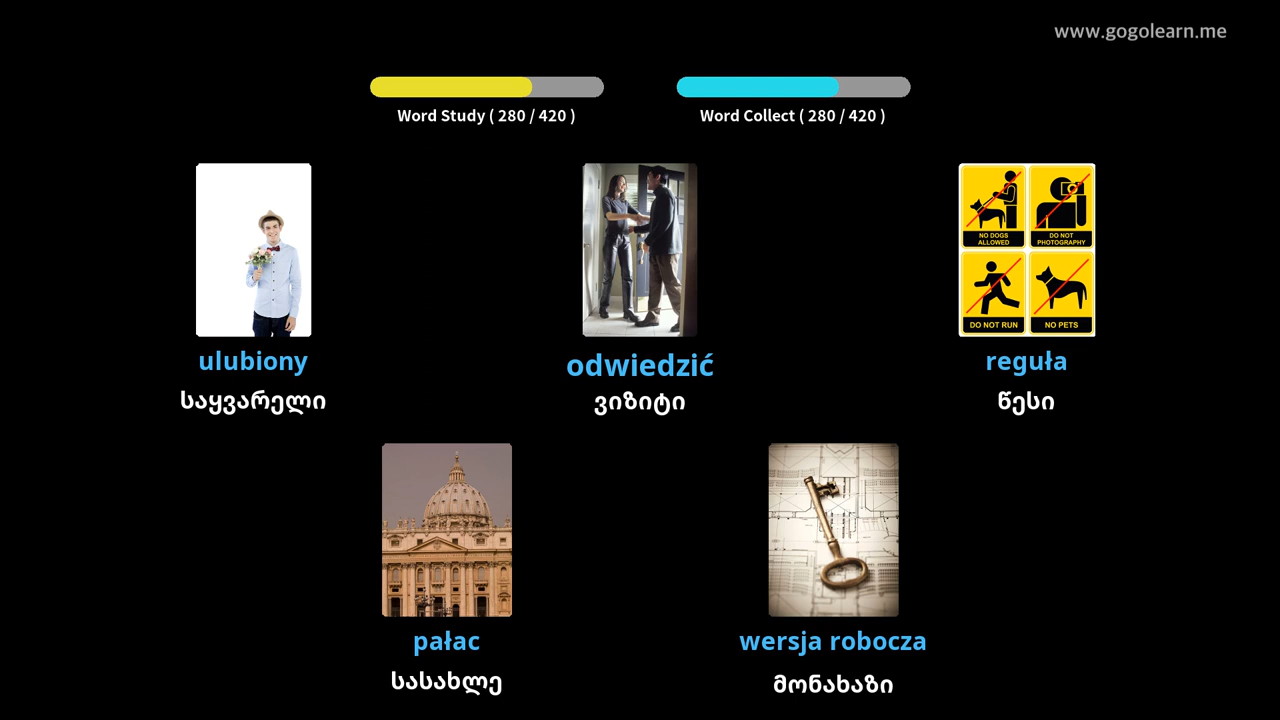 www.gogolearn.me
Word Study ( 280 / 420 )
Word Collect ( 280 / 420 )
NO DOGS
ALLOWED
DO NOT
PHOTOGRAPHY
DO NOT RUN
NO PETS
ulubiony
odwiedzić
reguła
საყვარელი
ვიზიტი
წესი
pałac
wersja robocza
სასახლე
მონახაზი